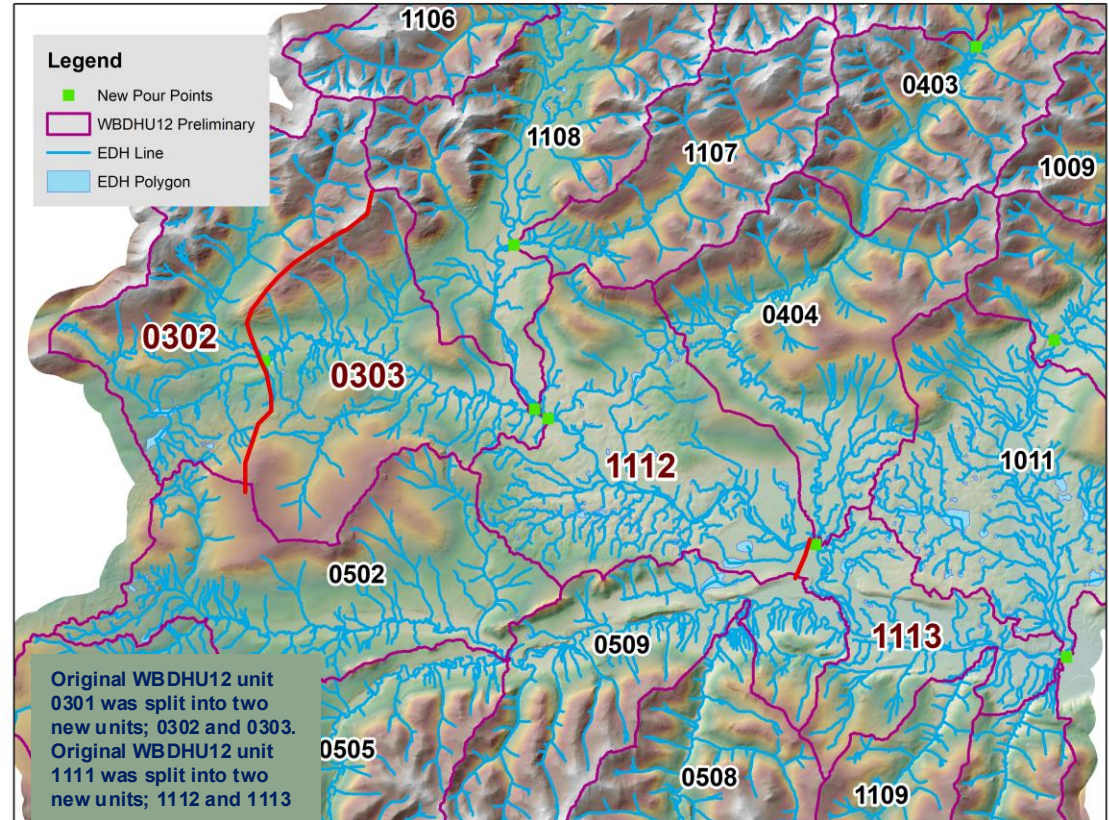 1106
Legend
New Pour Points
WBDHU12 Preliminary
EDH Line
EDH Polygon
0403
1108
1107
1009
0404
0302
0303
1112
1011
0502
0509
1113
Original WBDHU12 unit
0301 was split into two
new units; 0302 and 0303.
Original WBDHU12 unit
1111 was split into two
new units; 1112 and 1113
0505
0508
1109